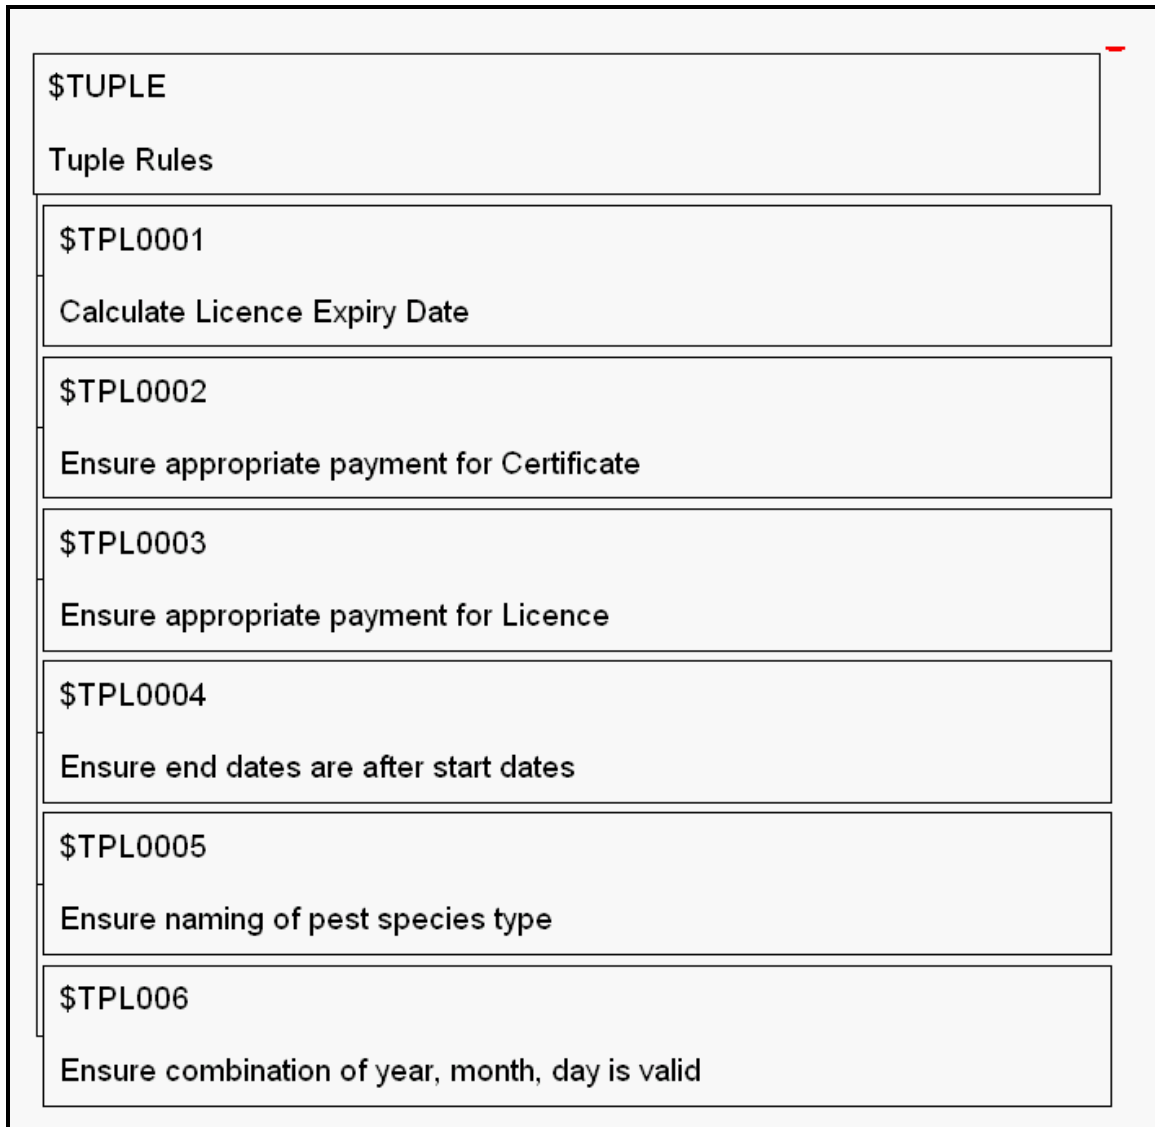 $TUPLE
Tuple Rules
$TPL0001
Calculate Licence Expiry Date
$TPL0002
Ensure appropriate payment for Certificate
$TPL0003
Ensure appropriate payment for Licence
$TPL0004
Ensure end dates are after start dates
$TPL0005
Ensure naming of pest species type
$TPL006
Ensure combination of year, month, day is valid